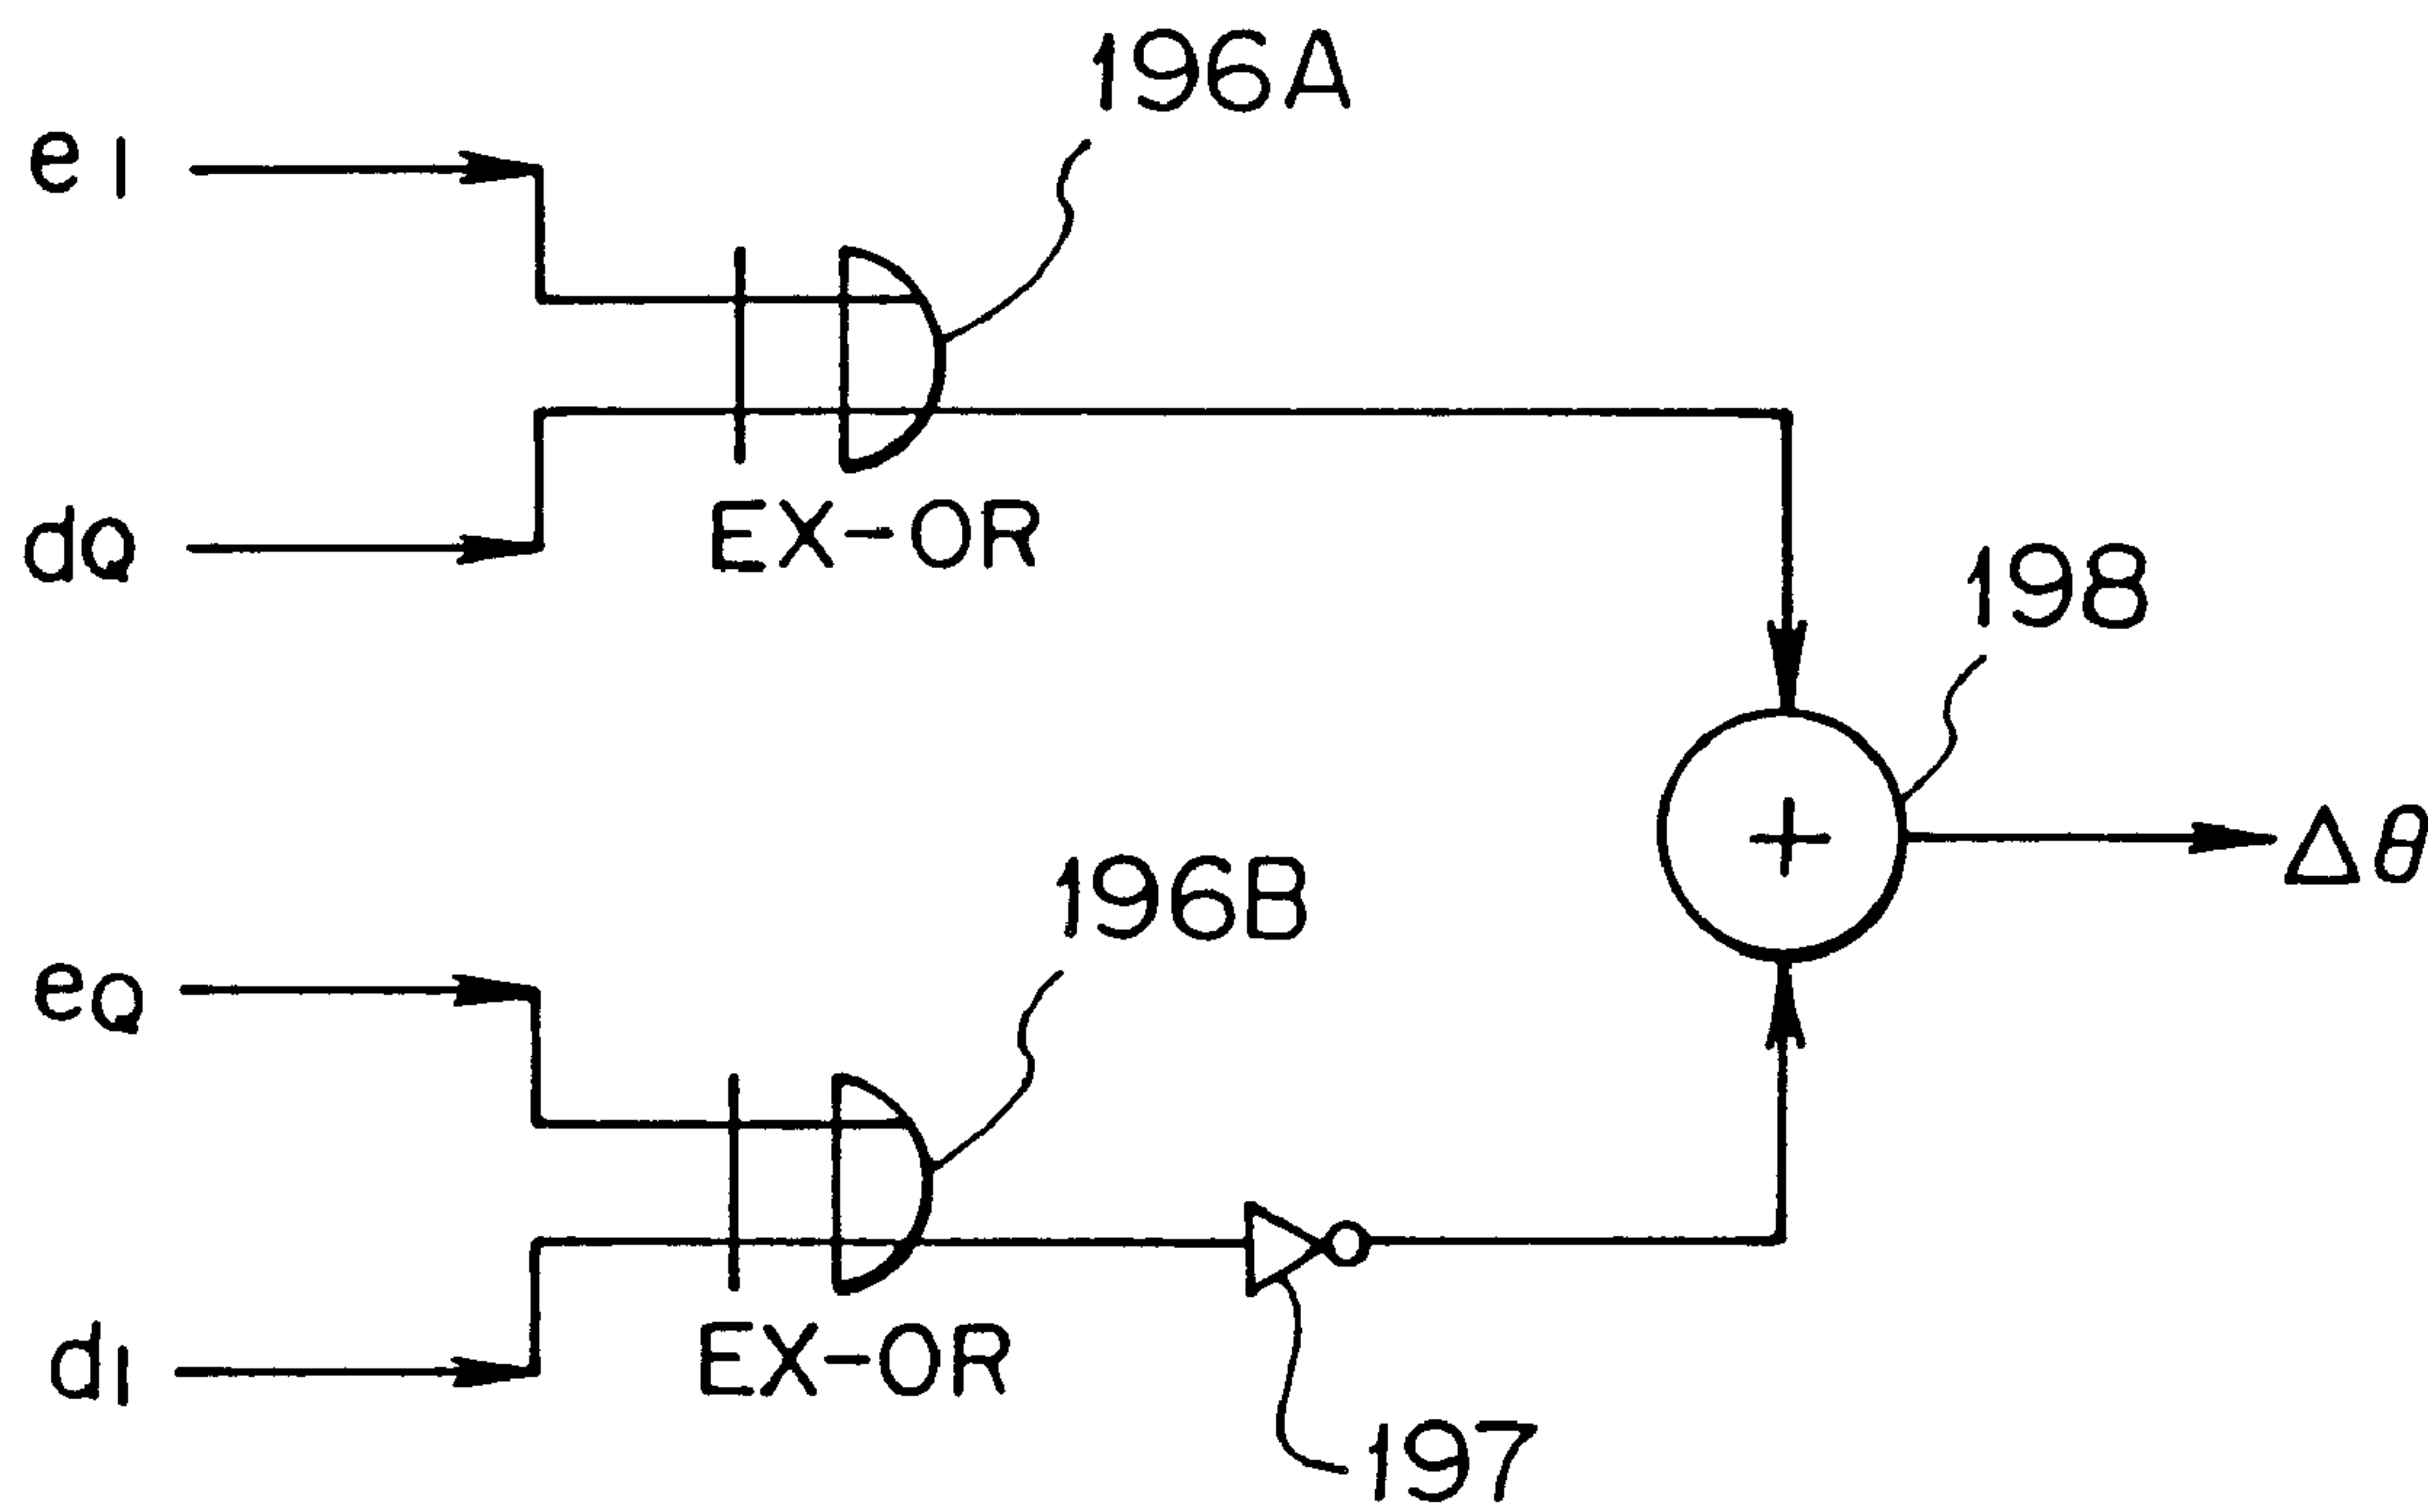 196A
eI
dQ
EX-OR
198
+
Δθ
196B
eQ
dI
EX-OR
197